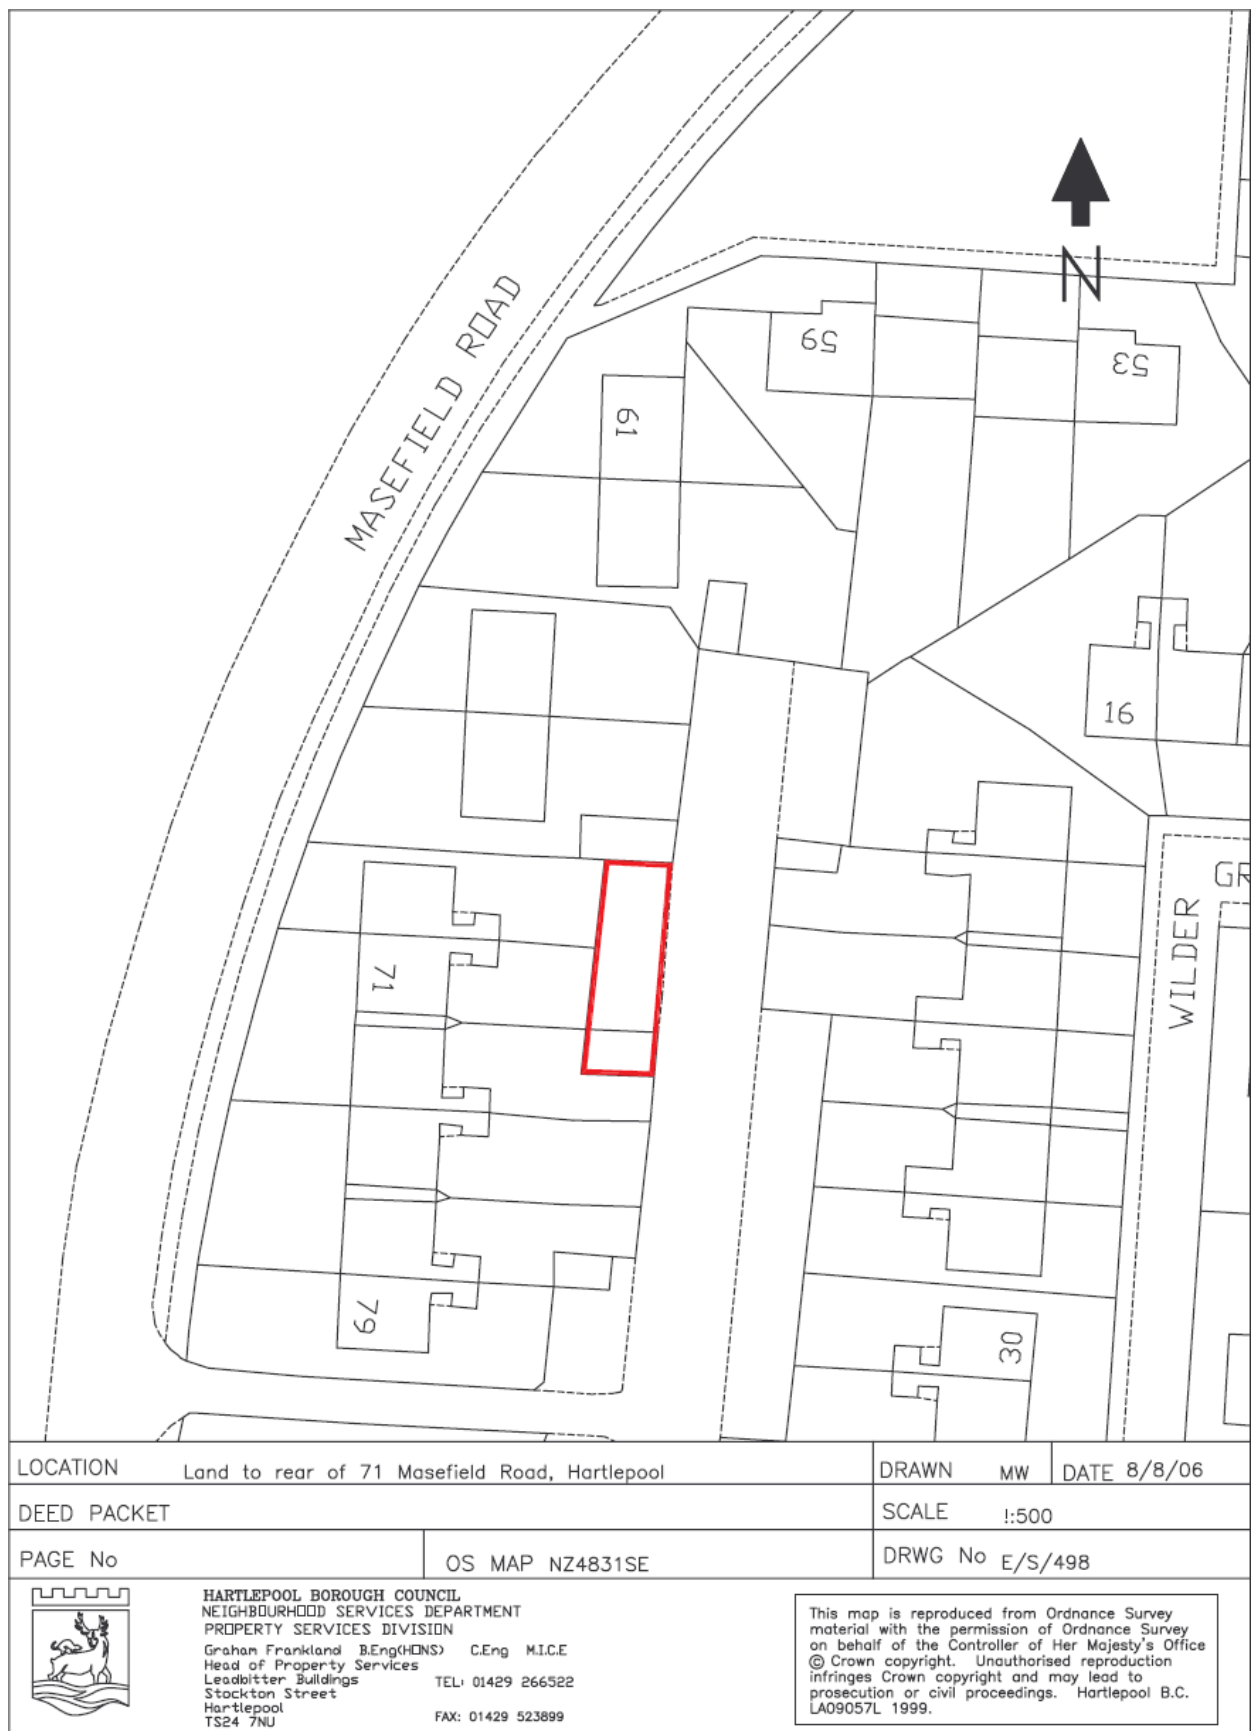 MASEFIELD ROAD
59
53
61
16
GR
WILDER
71
79
30
N
LOCATION Land to rear of 71 Masefield Road, Hartlepool
DRAWN MW DATE 8/8/06
DEED PACKET
SCALE !:500
PAGE No
OS MAP NZ4831SE
DRWG No E/S/498
HARTLEPOOL BOROUGH COUNCIL
NEIGHBOURHOOD SERVICES DEPARTMENT
PROPERTY SERVICES DIVISION
Graham Frankland B.Eng(HONS) C.Eng M.I.C.E
Head of Property Services
Leadbitter Buildings
Stockton Street
Hartlepool
TS24 7NU
TEL: 01429 266522
FAX: 01429 523899
This map is reproduced from Ordnance Survey
material with the permission of Ordnance Survey
on behalf of the Controller of Her Majesty's Office
© Crown copyright. Unauthorised reproduction
infringes Crown copyright and may lead to
prosecution or civil proceedings. Hartlepool B.C.
LA09057L 1999.